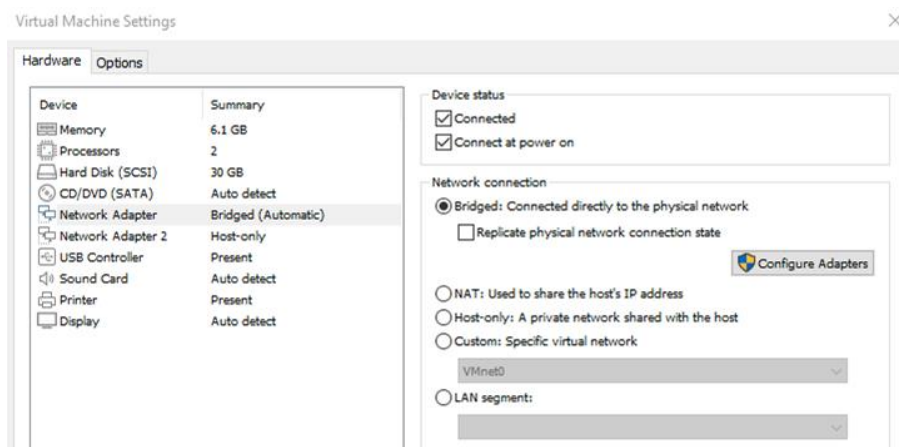 Virtual Machine Settings
Hardware Options
Device Summary
Memory 6.1 GB
Processors 2
Hard Disk (SCSI) 30 GB
CD/DVD (SATA) Auto detect
Network Adapter Bridged (Automatic)
Network Adapter 2 Host-only
USB Controller Present
Sound Card Auto detect
Printer Present
Display Auto detect
Device status
Connected
Connect at power on
Network connection
Bridged: Connected directly to the physical network
Replicate physical network connection state
Configure Adapters
NAT: Used to share the host's IP address
Host-only: A private network shared with the host
Custom: Specific virtual network
VMnet0
LAN segment: